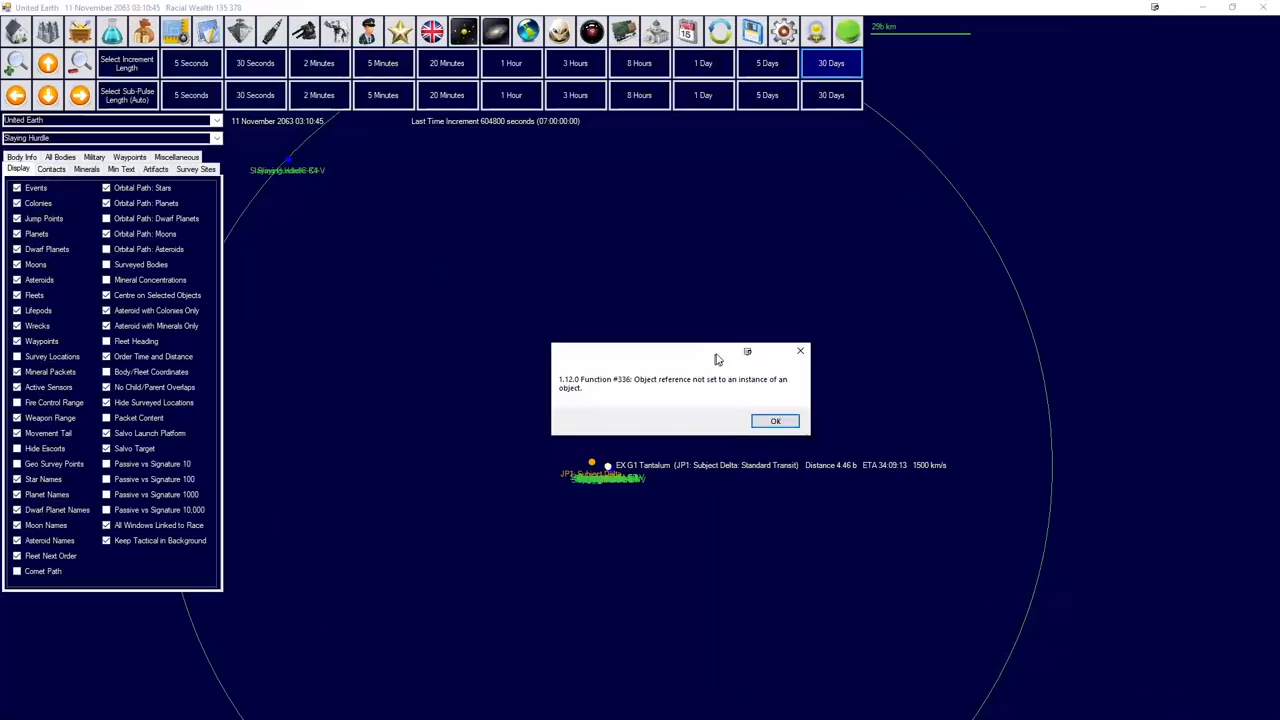 United Earth 11 November 2063 03:10:45 Racial Wealth 135 378
29b km
Select Increment Length
5 Seconds
30 Seconds
2 Minutes
5 Minutes
20 Minutes
1 Hour
3 Hours
8 Hours
1 Day
5 Days
30 Days
Select Sub-Pulse Length (Auto)
5 Seconds
30 Seconds
2 Minutes
5 Minutes
20 Minutes
1 Hour
3 Hours
8 Hours
1 Day
5 Days
30 Days
United Earth
11 November 2063 03:10:45
Last Time Increment 604800 seconds (07:00:00:00)
Slaying Hurdle
Body Info All Bodies Military Waypoints Miscellaneous
Display Contacts Minerals Min Text Artifacts Survey Sites
Events Orbital Path: Stars
Colonies Orbital Path: Planets
Jump Points Orbital Path: Dwarf Planets
Planets Orbital Path: Moons
Dwarf Planets Orbital Path: Asteroids
Moons Surveyed Bodies
Asteroids Mineral Concentrations
Fleets Centre on Selected Objects
Lifepods Asteroid with Colonies Only
Wrecks Asteroid with Minerals Only
Waypoints Fleet Heading
Survey Locations Order Time and Distance
Mineral Packets Body/Fleet Coordinates
Active Sensors No Child/Parent Overlaps
Fire Control Range Hide Surveyed Locations
Weapon Range Packet Content
Movement Tail Salvo Launch Platform
Hide Escorts Salvo Target
Geo Survey Points Passive vs Signature 10
Star Names Passive vs Signature 100
Planet Names Passive vs Signature 1000
Dwarf Planet Names Passive vs Signature 10,000
Moon Names All Windows Linked to Race
Asteroid Names Keep Tactical in Background
Fleet Next Order
Comet Path
1.12.0 Function #336: Object reference not set to an instance of an
object.
OK
EX G1 Tantalum (JP1: Subject Delta: Standard Transit) Distance 4.46 b ETA 34:09:13 1500 km/s
JP1: Subject Delta